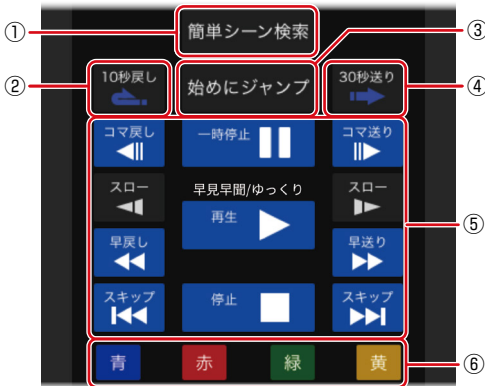 ① 簡単シーン検索 ③
② 10秒戻し 始めにジャンプ 30秒送り ④
コマ戻し 一時停止 コマ送り
スロー 早見早聞/ゆっくり スロー
再生 ⑤
早戻し 早送り
スキップ 停止 スキップ
青 赤 緑 黄 ⑥